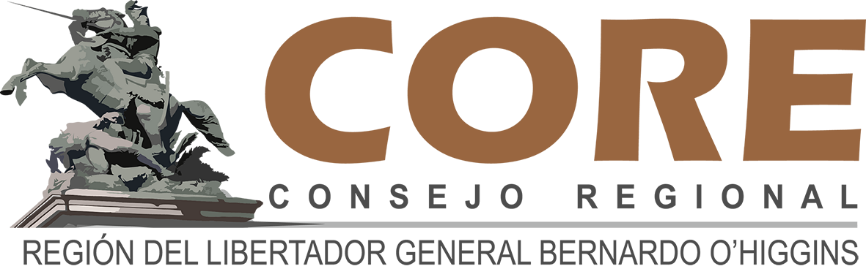 CORE
CONSEJO REGIONAL
REGIÓN DEL LIBERTADOR GENERAL BERNARDO O’HIGGINS